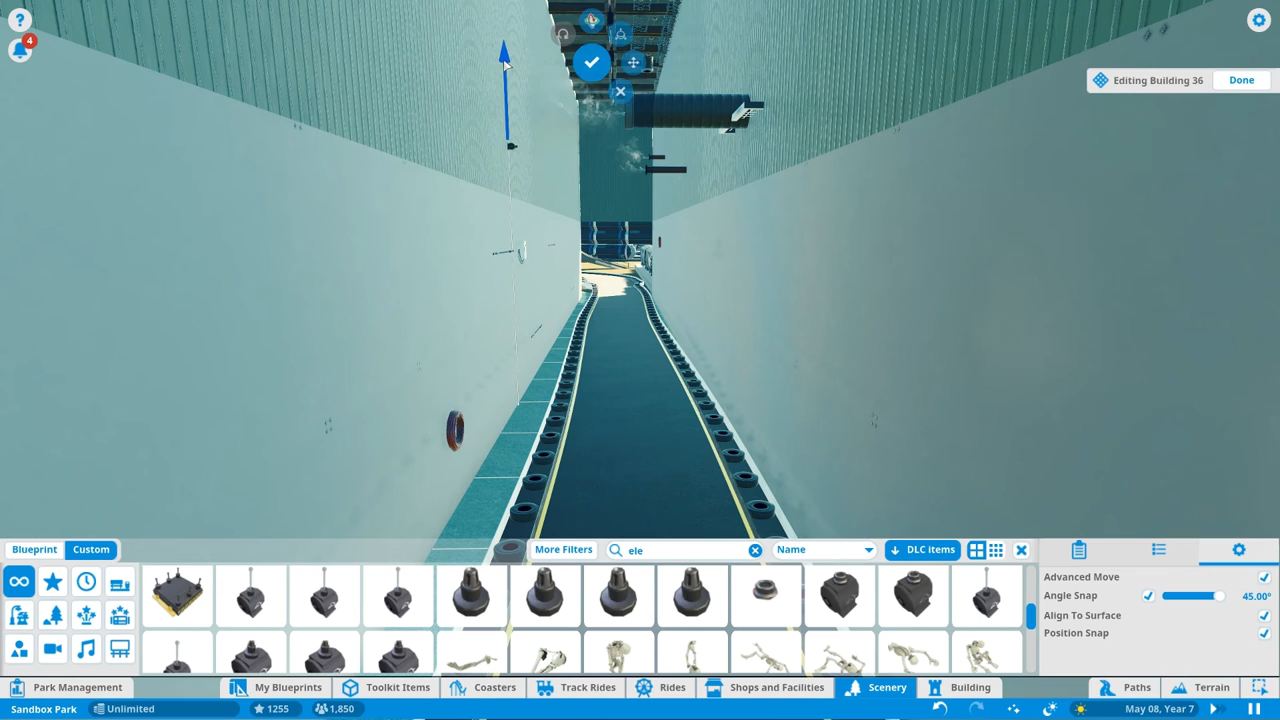 ?
4
Editing Building 36 Done
Blueprint Custom More Filters ele Name DLC items
Advanced Move
Angle Snap 45.00°
Align To Surface
Position Snap
Park Management My Blueprints Toolkit Items Coasters Track Rides Rides Shops and Facilities Scenery Building Paths Terrain
Sandbox Park Unlimited 1255 1,850 May 08, Year 7